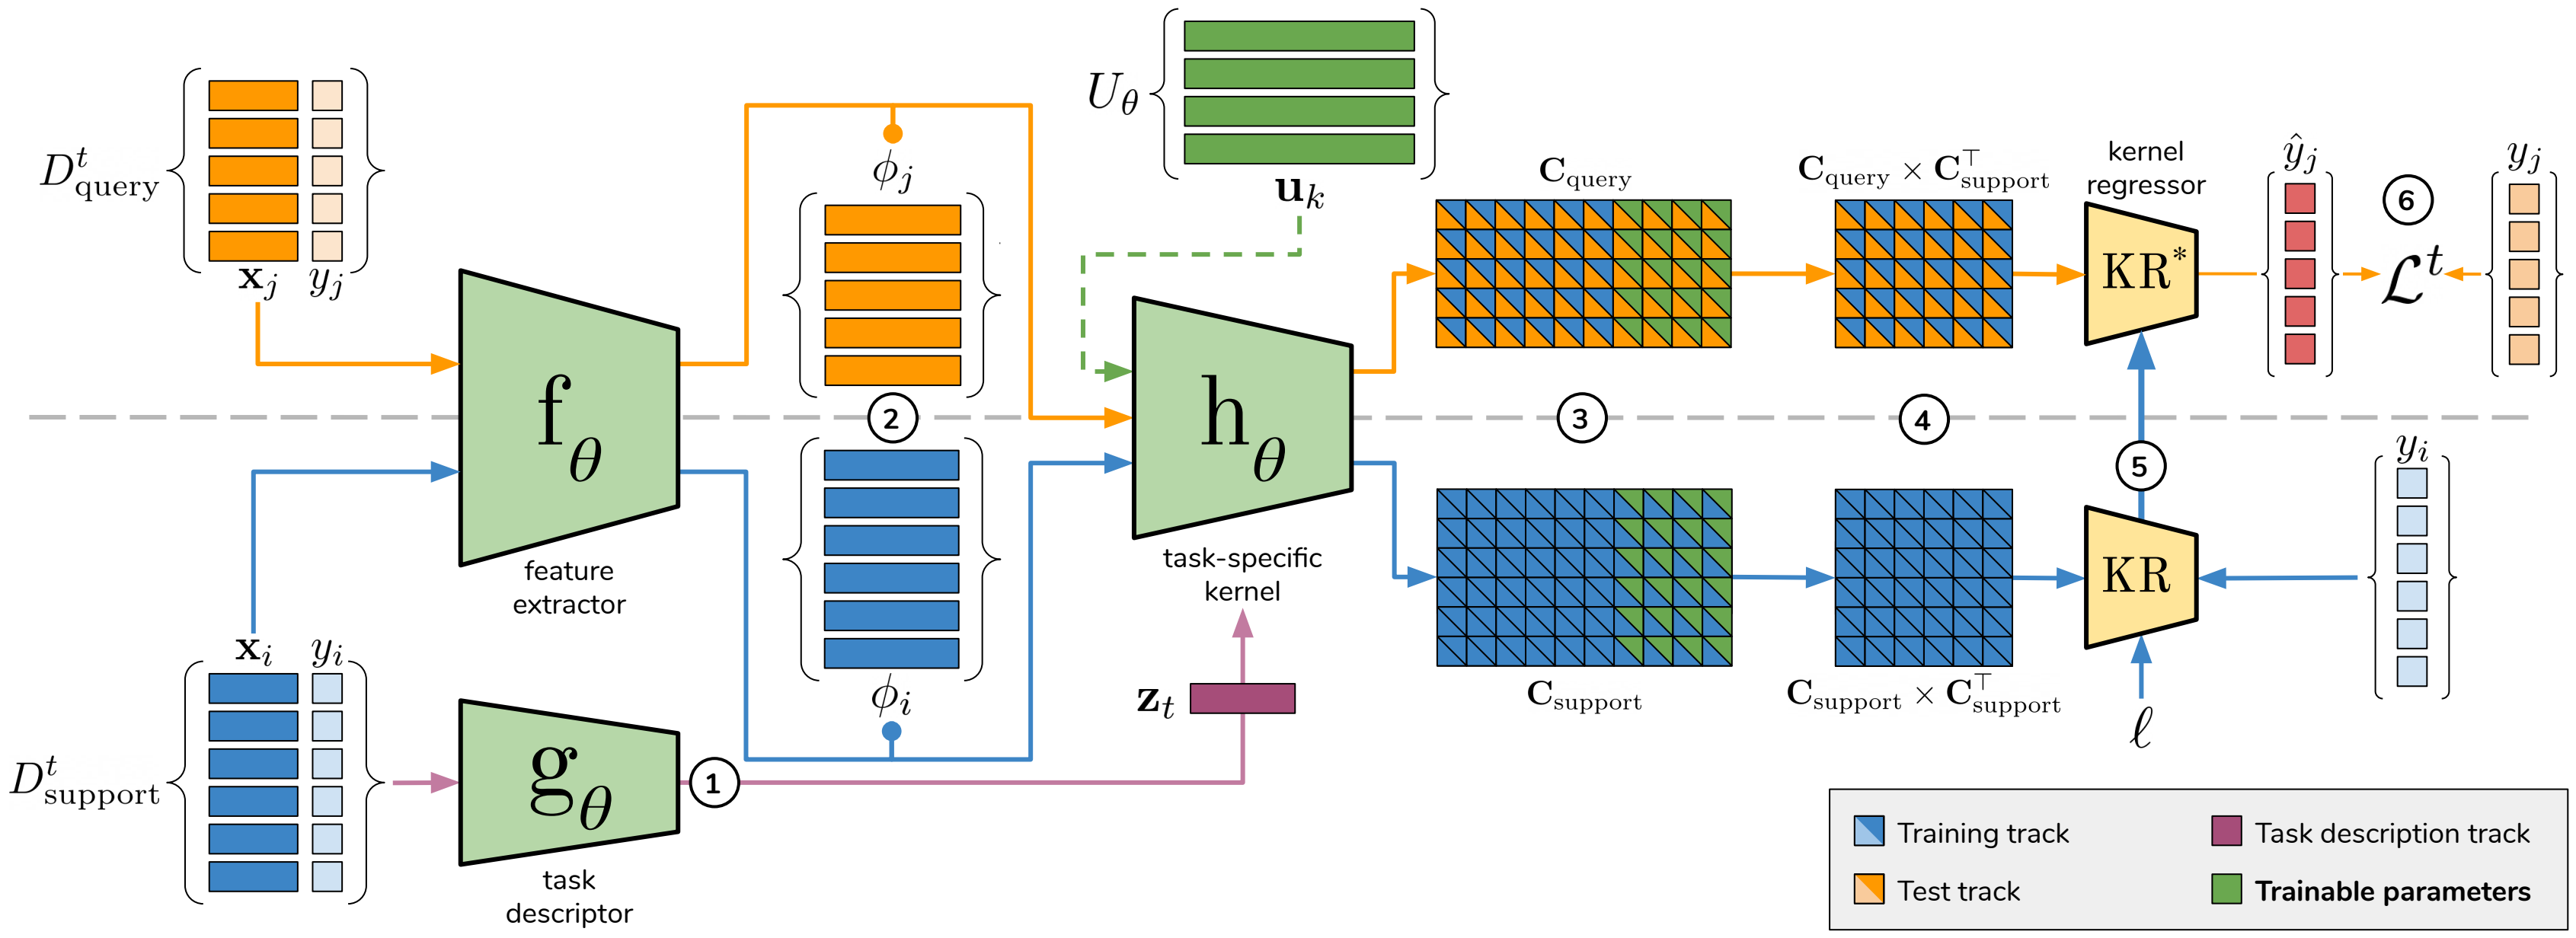 U_θ
u_k
D^t_query
x_j y_j
ϕ_j
C_query
C_query × C^⊤_support
kernel
regressor
KR*
ŷ_j
6
ℒ^t
y_j
f_θ
feature
extractor
2
h_θ
task-specific
kernel
3
4
5
x_i y_i
D^t_support
ϕ_i
g_θ
task
descriptor
1
z_t
C_support
C_support × C^⊤_support
KR
y_i
ℓ
Training track
Task description track
Test track
Trainable parameters